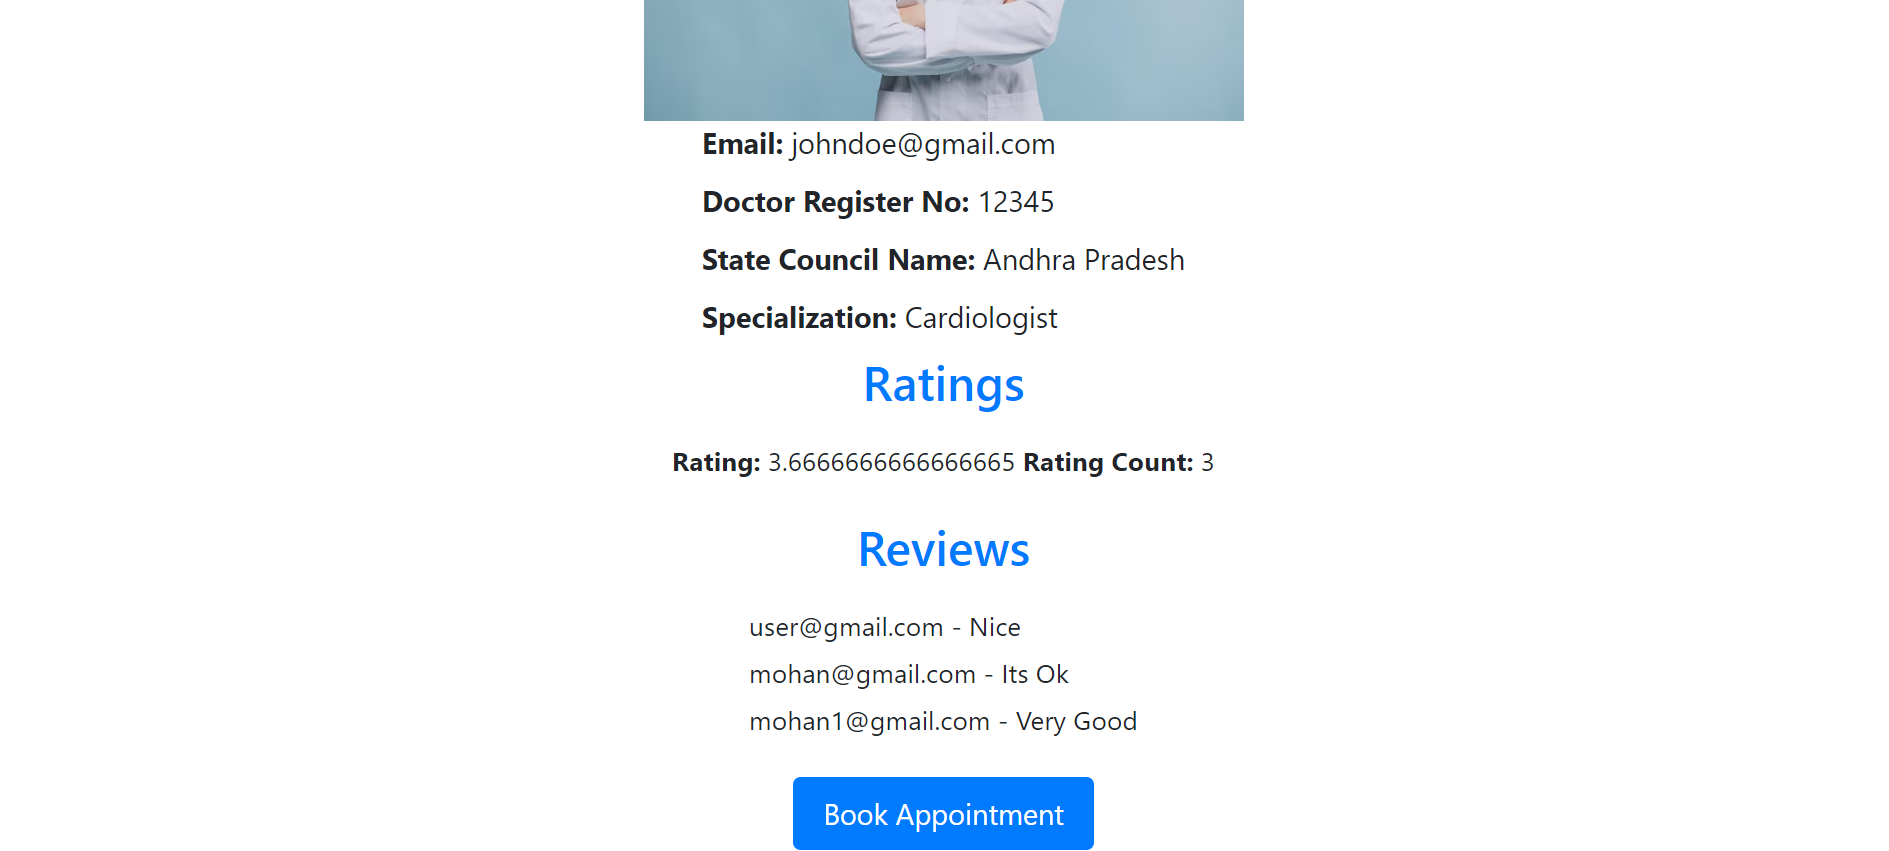 Email: johndoe@gmail.com
Doctor Register No: 12345
State Council Name: Andhra Pradesh
Specialization: Cardiologist
Ratings
Rating: 3.6666666666666665 Rating Count: 3
Reviews
user@gmail.com - Nice
mohan@gmail.com - Its Ok
mohan1@gmail.com - Very Good
Book Appointment